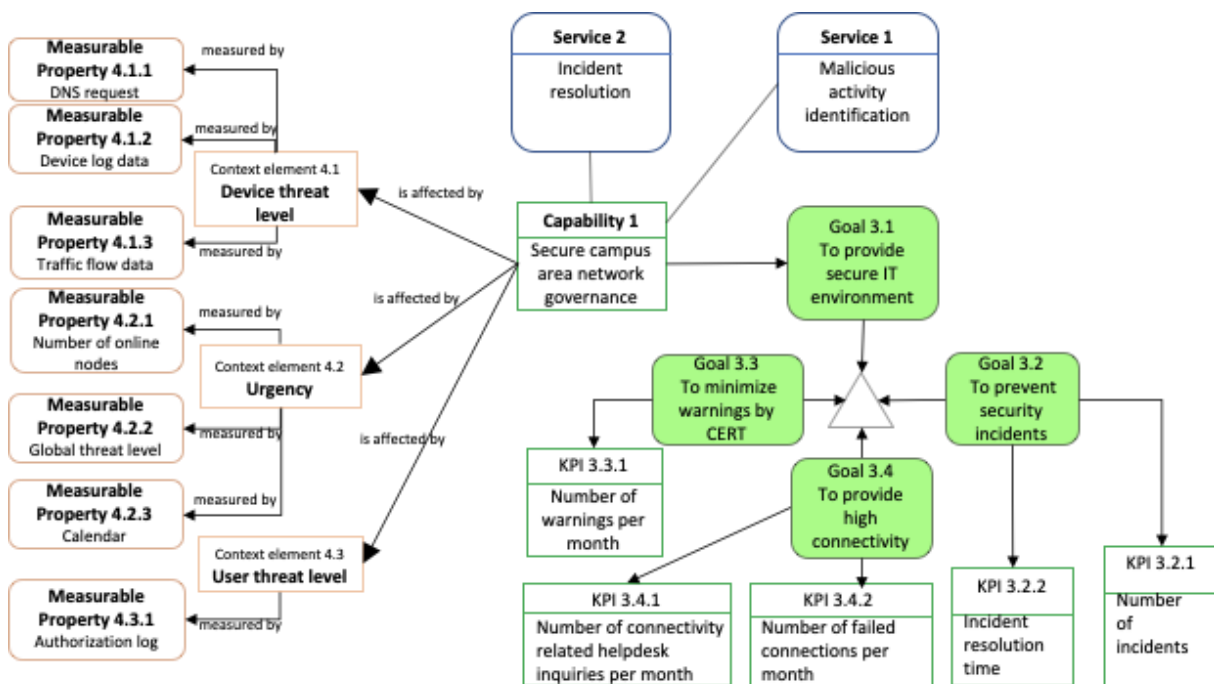 Measurable
Property 4.1.1
DNS request
measured by
Measurable
Property 4.1.2
Device log data
measured by
Context element 4.1
Device threat
level
Measurable
Property 4.1.3
Traffic flow data
measured by
Measurable
Property 4.2.1
Number of online
nodes
measured by
Context element 4.2
Urgency
Measurable
Property 4.2.2
Global threat level
measured by
Measurable
Property 4.2.3
Calendar
measured by
Context element 4.3
User threat level
Measurable
Property 4.3.1
Authorization log
measured by
is affected by
is affected by
is affected by
Service 2
Incident
resolution
Service 1
Malicious
activity
identification
Capability 1
Secure campus
area network
governance
Goal 3.1
To provide
secure IT
environment
Goal 3.3
To minimize
warnings by
CERT
Goal 3.2
To prevent
security
incidents
Goal 3.4
To provide
high
connectivity
KPI 3.3.1
Number of
warnings per
month
KPI 3.4.1
Number of connectivity
related helpdesk
inquiries per month
KPI 3.4.2
Number of failed
connections per
month
KPI 3.2.2
Incident
resolution
time
KPI 3.2.1
Number
of
incidents